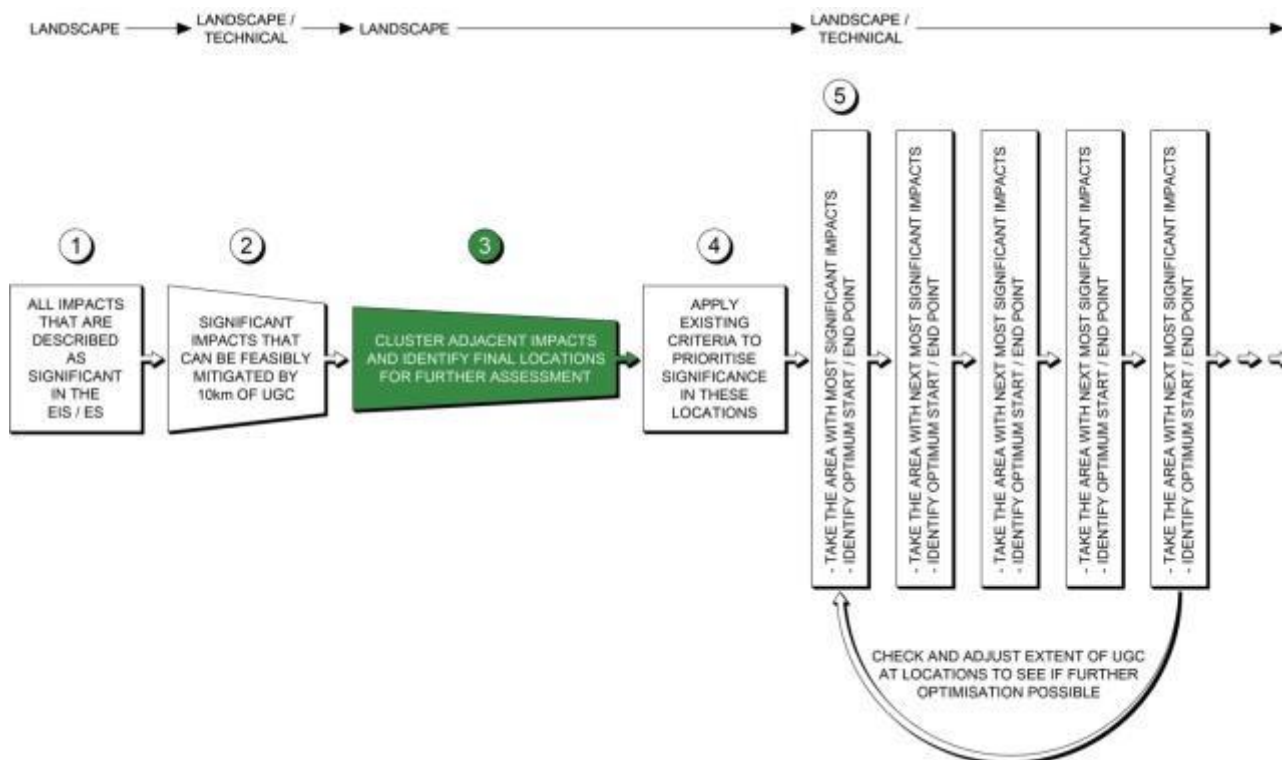 LANDSCAPE
LANDSCAPE /
TECHNICAL
LANDSCAPE
LANDSCAPE /
TECHNICAL
1
ALL IMPACTS
THAT ARE
DESCRIBED
AS
SIGNIFICANT
IN THE
EIS / ES
2
SIGNIFICANT
IMPACTS THAT
CAN BE FEASIBLY
MITIGATED BY
10km OF UGC
3
CLUSTER ADJACENT IMPACTS
AND IDENTIFY FINAL LOCATIONS
FOR FURTHER ASSESSMENT
4
APPLY
EXISTING
CRITERIA TO
PRIORITISE
SIGNIFICANCE
IN THESE
LOCATIONS
5
- TAKE THE AREA WITH MOST SIGNIFICANT IMPACTS
- IDENTIFY OPTIMUM START / END POINT
- TAKE THE AREA WITH NEXT MOST SIGNIFICANT IMPACTS
- IDENTIFY OPTIMUM START / END POINT
- TAKE THE AREA WITH NEXT MOST SIGNIFICANT IMPACTS
- IDENTIFY OPTIMUM START / END POINT
- TAKE THE AREA WITH NEXT MOST SIGNIFICANT IMPACTS
- IDENTIFY OPTIMUM START / END POINT
- TAKE THE AREA WITH NEXT MOST SIGNIFICANT IMPACTS
- IDENTIFY OPTIMUM START / END POINT
CHECK AND ADJUST EXTENT OF UGC
AT LOCATIONS TO SEE IF FURTHER
OPTIMISATION POSSIBLE